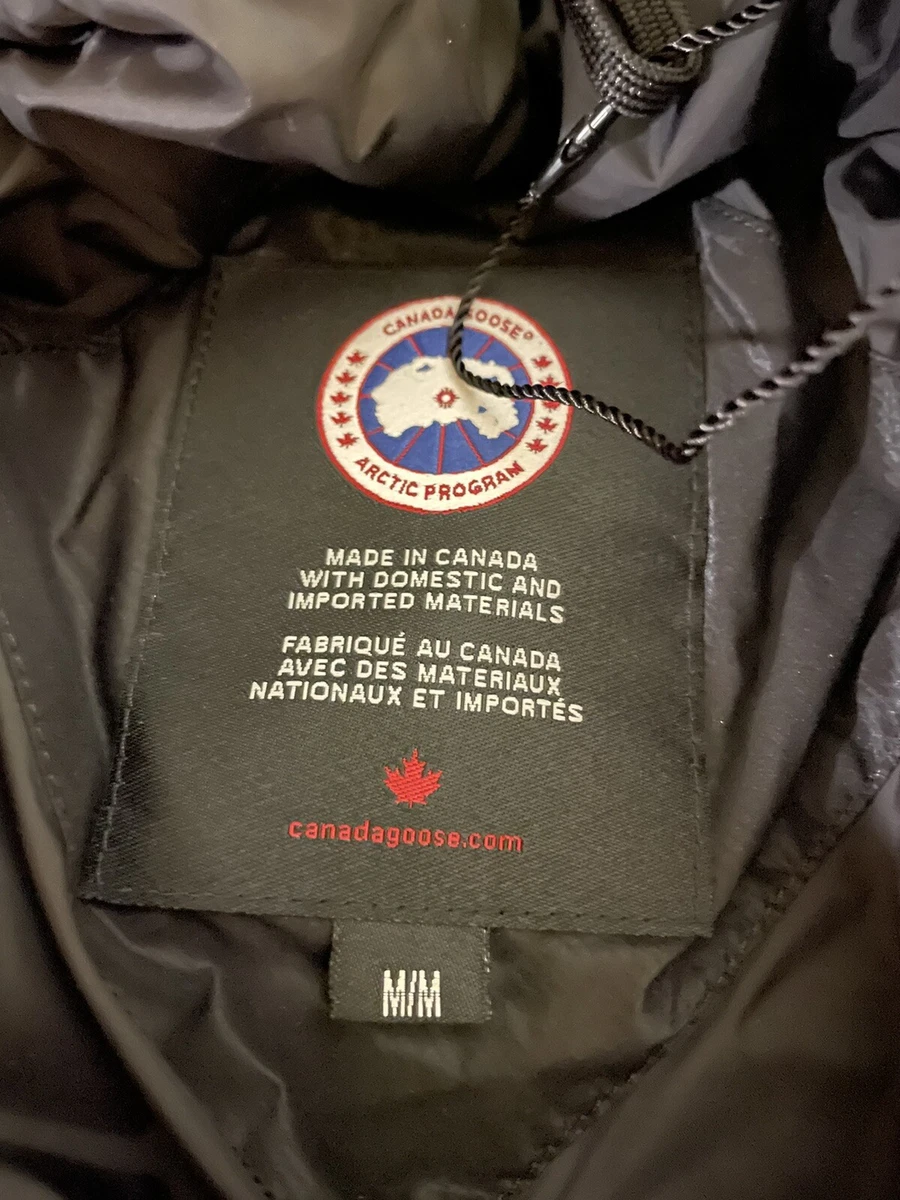 CANADA GOOSE®
ARCTIC PROGRAM
MADE IN CANADA
WITH DOMESTIC AND
IMPORTED MATERIALS
FABRIQUÉ AU CANADA
AVEC DES MATERIAUX
NATIONAUX ET IMPORTÉS
canadagoose.com
M/M